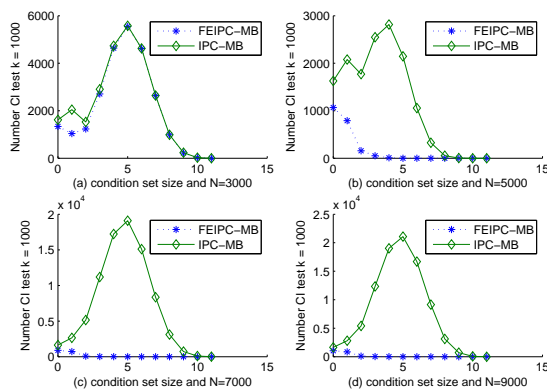 6000
4000
2000
0
Number CI test k = 1000
FEIPC−MB
IPC−MB
0 5 10 15
(a) condition set size and N=3000
3000
2000
1000
0
Number CI test k = 1000
FEIPC−MB
IPC−MB
0 5 10 15
(b) condition set size and N=5000
x 10^4
2
1.5
1
0.5
0
Number CI test k = 1000
FEIPC−MB
IPC−MB
0 5 10 15
(c) condition set size and N=7000
x 10^4
2.5
2
1.5
1
0.5
0
Number CI test k = 1000
FEIPC−MB
IPC−MB
0 5 10 15
(d) condition set size and N=9000